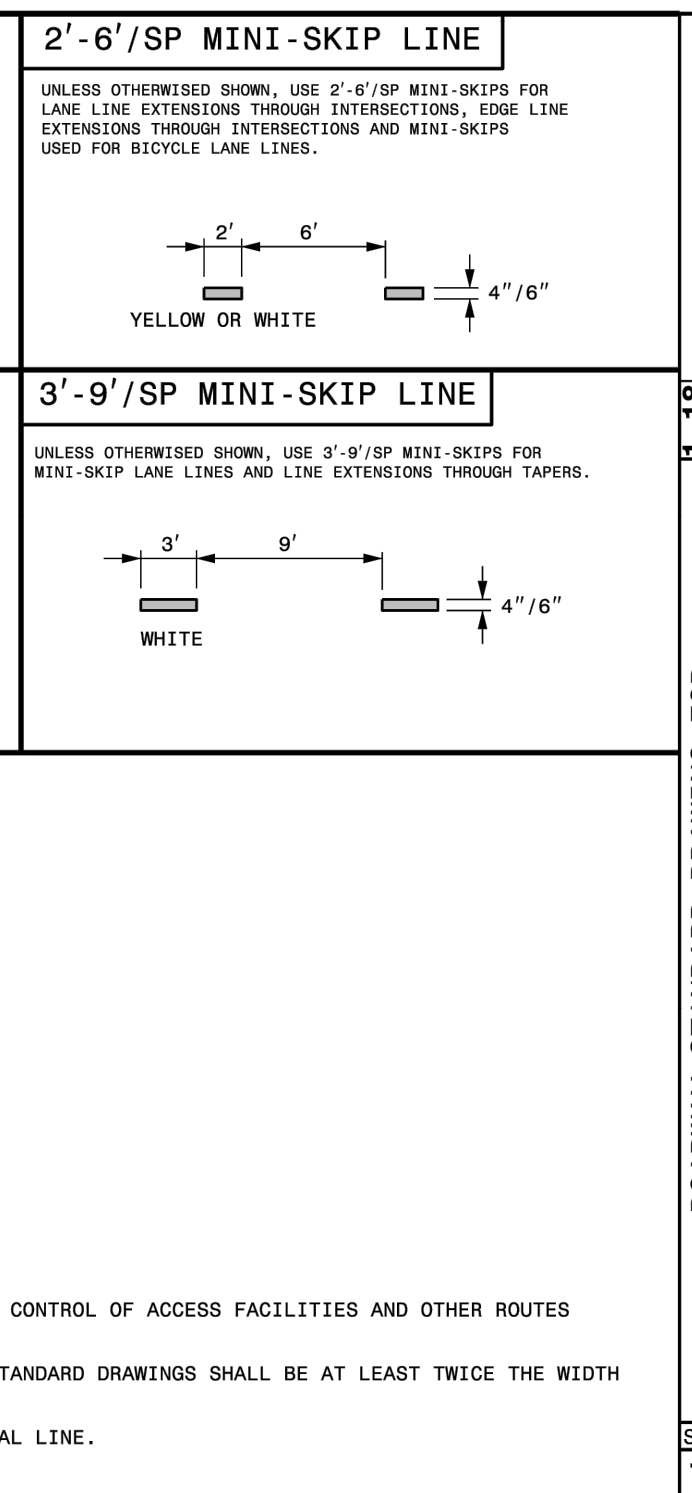 2'-6'/SP MINI-SKIP LINE
UNLESS OTHERWISED SHOWN, USE 2'-6'/SP MINI-SKIPS FOR
LANE LINE EXTENSIONS THROUGH INTERSECTIONS, EDGE LINE
EXTENSIONS THROUGH INTERSECTIONS AND MINI-SKIPS
USED FOR BICYCLE LANE LINES.
2' 6'
4"/6"
YELLOW OR WHITE
3'-9'/SP MINI-SKIP LINE
UNLESS OTHERWISED SHOWN, USE 3'-9'/SP MINI-SKIPS FOR
MINI-SKIP LANE LINES AND LINE EXTENSIONS THROUGH TAPERS.
3' 9'
4"/6"
WHITE
CONTROL OF ACCESS FACILITIES AND OTHER ROUTES
TANDARD DRAWINGS SHALL BE AT LEAST TWICE THE WIDTH
AL LINE.